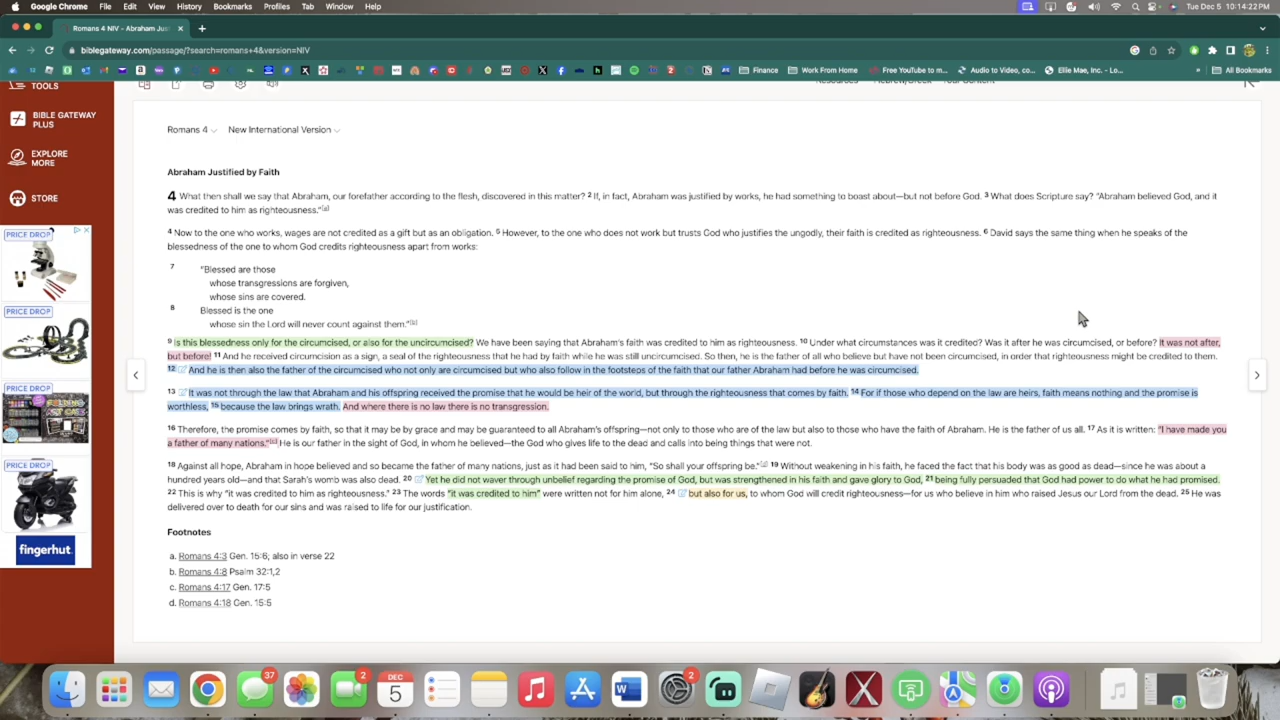 Google Chrome File Edit View History Bookmarks Profiles Tab Window Help Tue Dec 5 10:14:22 PM
Romans 4 NIV - Abraham Jus
biblegateway.com/passage/?search=romans+4&version=NIV
Finance Work From Home Free YouTube to m... Audio to Video, co... Ellie Mae, Inc. - Lo... » All Bookmarks
TOOLS
BIBLE GATEWAY
PLUS
EXPLORE
MORE
STORE
PRICE DROP
PRICE DROP
PRICE DROP
PRICE DROP
fingerhut.
Romans 4 New International Version
Abraham Justified by Faith
4 What then shall we say that Abraham, our forefather according to the flesh, discovered in this matter? 2 If, in fact, Abraham was justified by works, he had something to boast about—but not before God. 3 What does Scripture say? “Abraham believed God, and it
was credited to him as righteousness.”[a]
4 Now to the one who works, wages are not credited as a gift but as an obligation. 5 However, to the one who does not work but trusts God who justifies the ungodly, their faith is credited as righteousness. 6 David says the same thing when he speaks of the
blessedness of the one to whom God credits righteousness apart from works:
7 “Blessed are those
whose transgressions are forgiven,
whose sins are covered.
8 Blessed is the one
whose sin the Lord will never count against them.”[b]
9 Is this blessedness only for the circumcised, or also for the uncircumcised? We have been saying that Abraham’s faith was credited to him as righteousness. 10 Under what circumstances was it credited? Was it after he was circumcised, or before? It was not after,
but before! 11 And he received circumcision as a sign, a seal of the righteousness that he had by faith while he was still uncircumcised. So then, he is the father of all who believe but have not been circumcised, in order that righteousness might be credited to them.
12 And he is then also the father of the circumcised who not only are circumcised but who also follow in the footsteps of the faith that our father Abraham had before he was circumcised.
13 It was not through the law that Abraham and his offspring received the promise that he would be heir of the world, but through the righteousness that comes by faith. 14 For if those who depend on the law are heirs, faith means nothing and the promise is
worthless, 15 because the law brings wrath. And where there is no law there is no transgression.
16 Therefore, the promise comes by faith, so that it may be by grace and may be guaranteed to all Abraham’s offspring—not only to those who are of the law but also to those who have the faith of Abraham. He is the father of us all. 17 As it is written: “I have made you
a father of many nations.”[c] He is our father in the sight of God, in whom he believed—the God who gives life to the dead and calls into being things that were not.
18 Against all hope, Abraham in hope believed and so became the father of many nations, just as it had been said to him, “So shall your offspring be.”[d] 19 Without weakening in his faith, he faced the fact that his body was as good as dead—since he was about a
hundred years old—and that Sarah’s womb was also dead. 20 Yet he did not waver through unbelief regarding the promise of God, but was strengthened in his faith and gave glory to God, 21 being fully persuaded that God had power to do what he had promised.
22 This is why “it was credited to him as righteousness.” 23 The words “it was credited to him” were written not for him alone, 24 but also for us, to whom God will credit righteousness—for us who believe in him who raised Jesus our Lord from the dead. 25 He was
delivered over to death for our sins and was raised to life for our justification.
Footnotes
a. Romans 4:3 Gen. 15:6; also in verse 22
b. Romans 4:8 Psalm 32:1,2
c. Romans 4:17 Gen. 17:5
d. Romans 4:18 Gen. 15:5
37
2
DEC
5
2